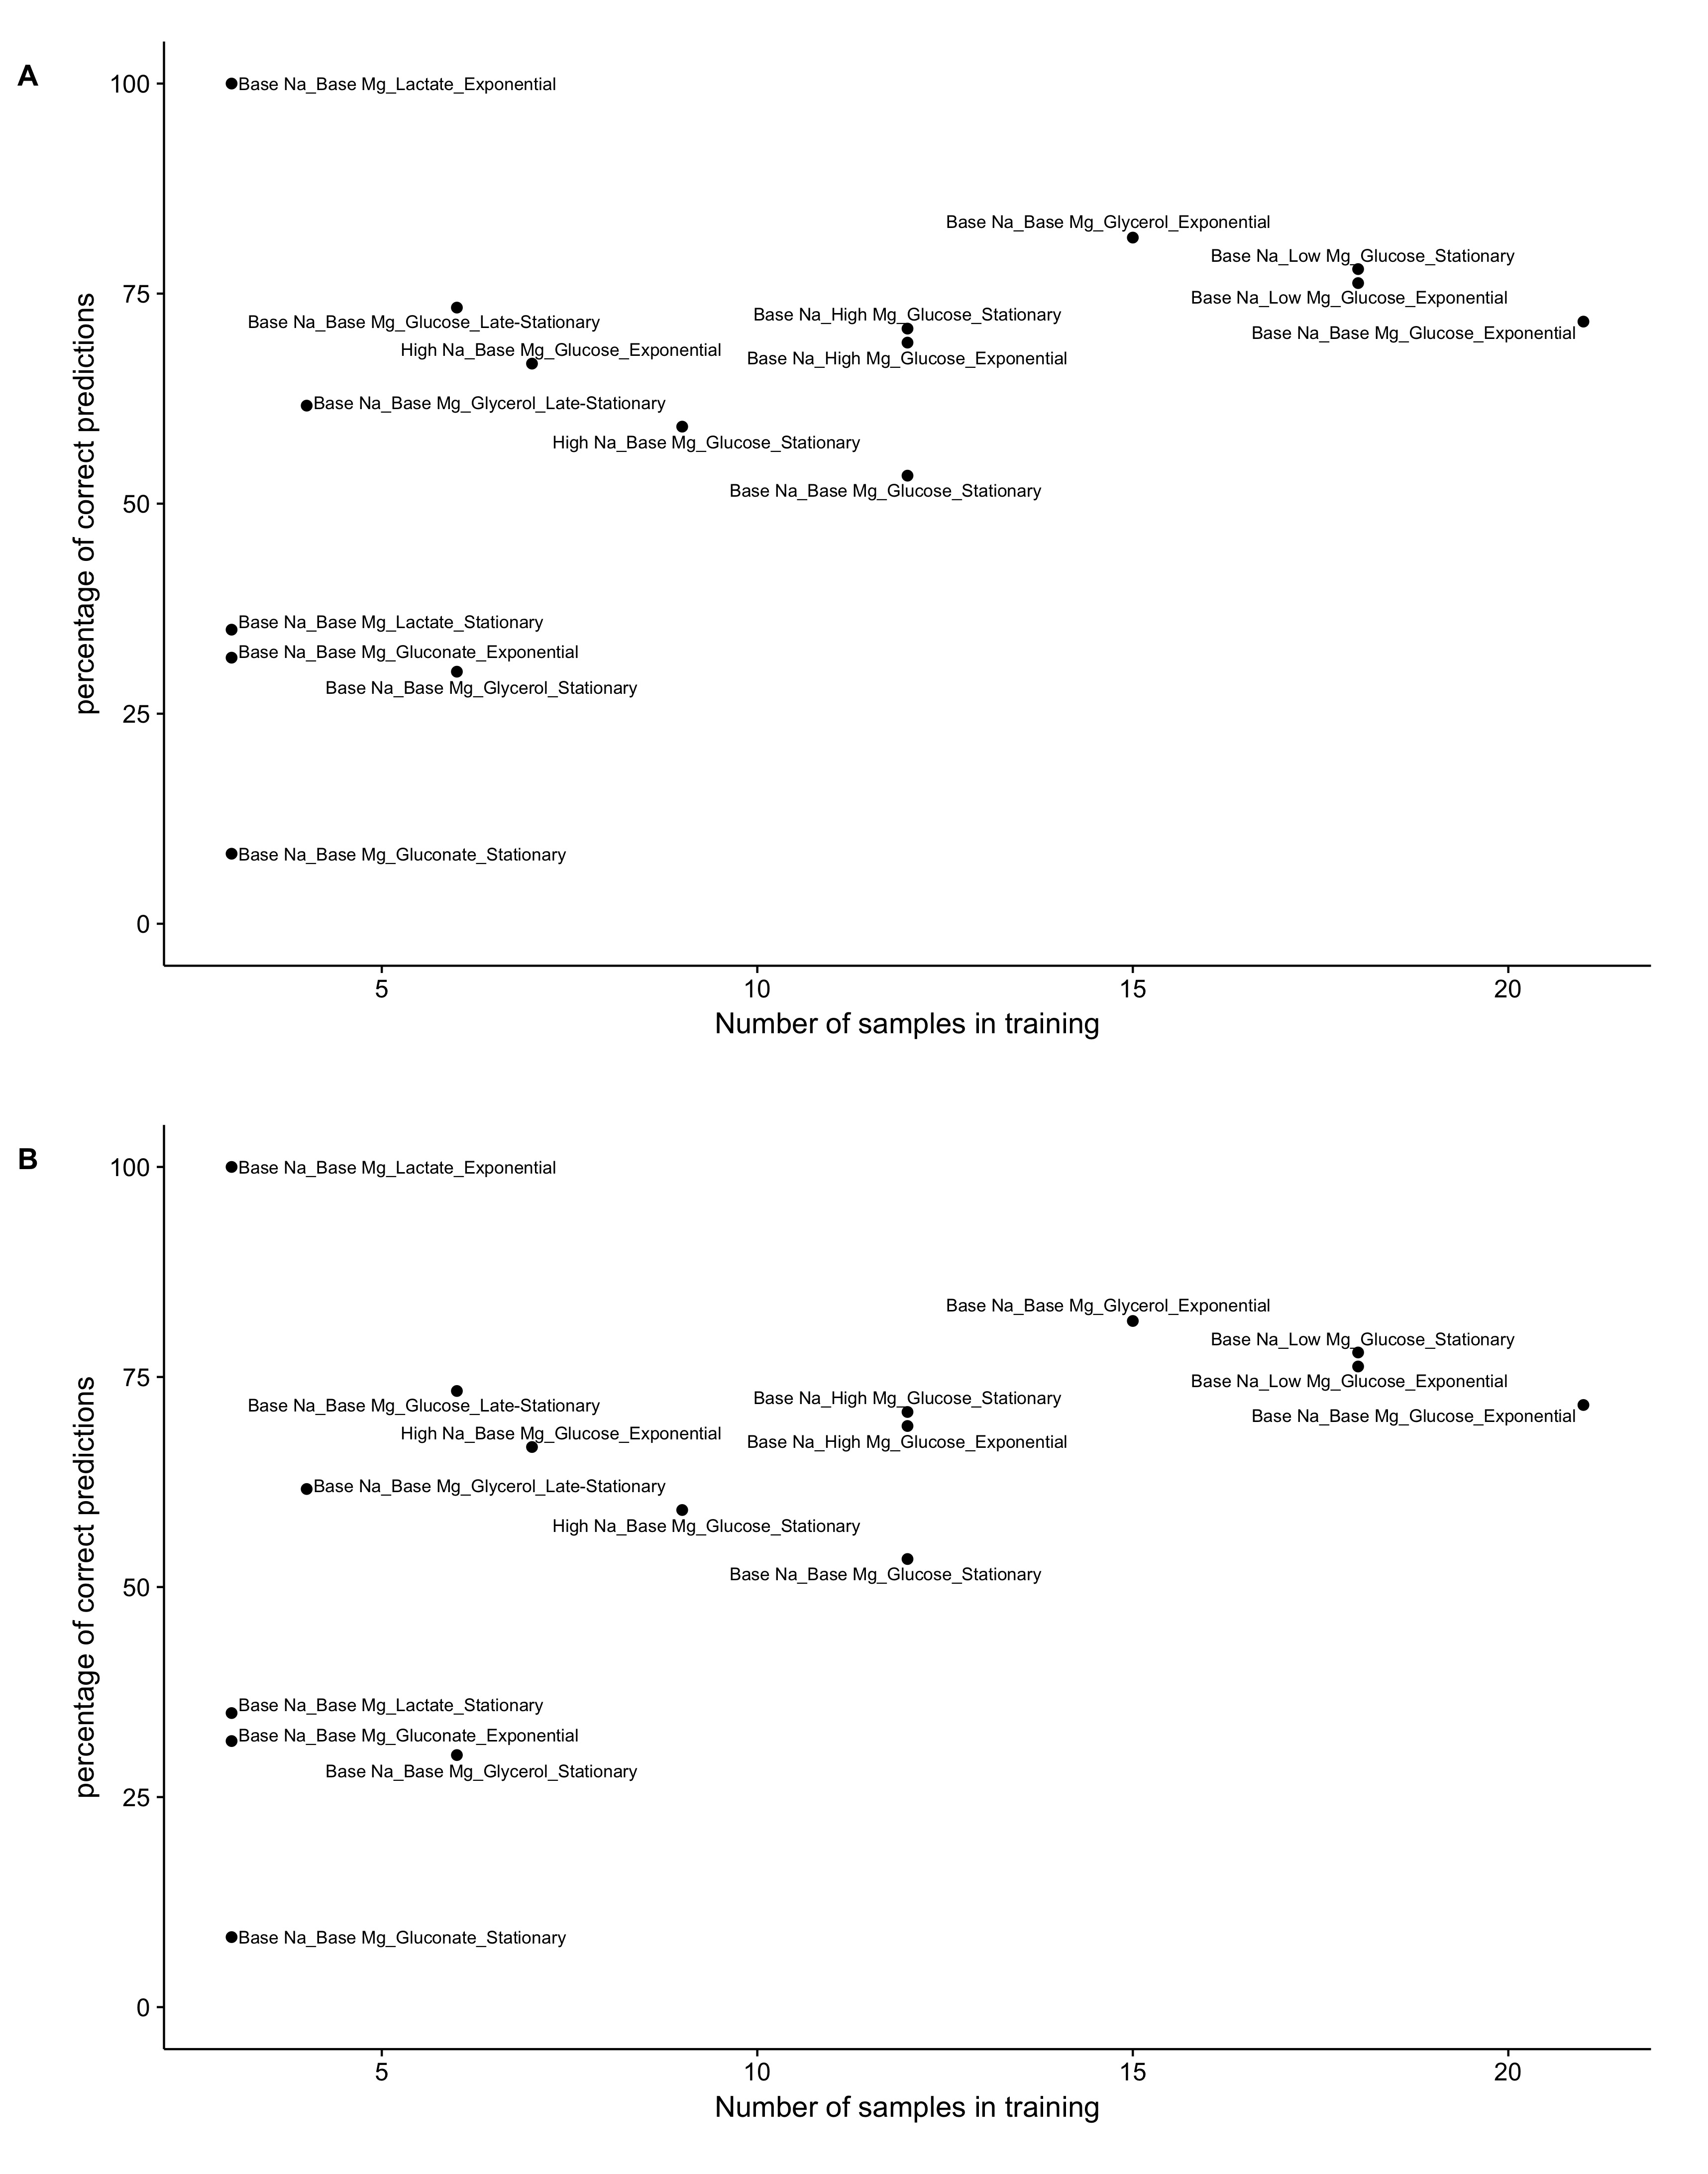 A
percentage of correct predictions
100
75
50
25
0
Base Na_Base Mg_Lactate_Exponential
Base Na_Base Mg_Glycerol_Exponential
Base Na_Low Mg_Glucose_Stationary
Base Na_Low Mg_Glucose_Exponential
Base Na_Base Mg_Glucose_Late-Stationary
Base Na_High Mg_Glucose_Stationary
Base Na_Base Mg_Glucose_Exponential
High Na_Base Mg_Glucose_Exponential
Base Na_High Mg_Glucose_Exponential
Base Na_Base Mg_Glycerol_Late-Stationary
High Na_Base Mg_Glucose_Stationary
Base Na_Base Mg_Glucose_Stationary
Base Na_Base Mg_Lactate_Stationary
Base Na_Base Mg_Gluconate_Exponential
Base Na_Base Mg_Glycerol_Stationary
Base Na_Base Mg_Gluconate_Stationary
5 10 15 20
Number of samples in training
B
percentage of correct predictions
100
75
50
25
0
Base Na_Base Mg_Lactate_Exponential
Base Na_Base Mg_Glycerol_Exponential
Base Na_Low Mg_Glucose_Stationary
Base Na_Low Mg_Glucose_Exponential
Base Na_Base Mg_Glucose_Late-Stationary
Base Na_High Mg_Glucose_Stationary
Base Na_Base Mg_Glucose_Exponential
High Na_Base Mg_Glucose_Exponential
Base Na_High Mg_Glucose_Exponential
Base Na_Base Mg_Glycerol_Late-Stationary
High Na_Base Mg_Glucose_Stationary
Base Na_Base Mg_Glucose_Stationary
Base Na_Base Mg_Lactate_Stationary
Base Na_Base Mg_Gluconate_Exponential
Base Na_Base Mg_Glycerol_Stationary
Base Na_Base Mg_Gluconate_Stationary
5 10 15 20
Number of samples in training